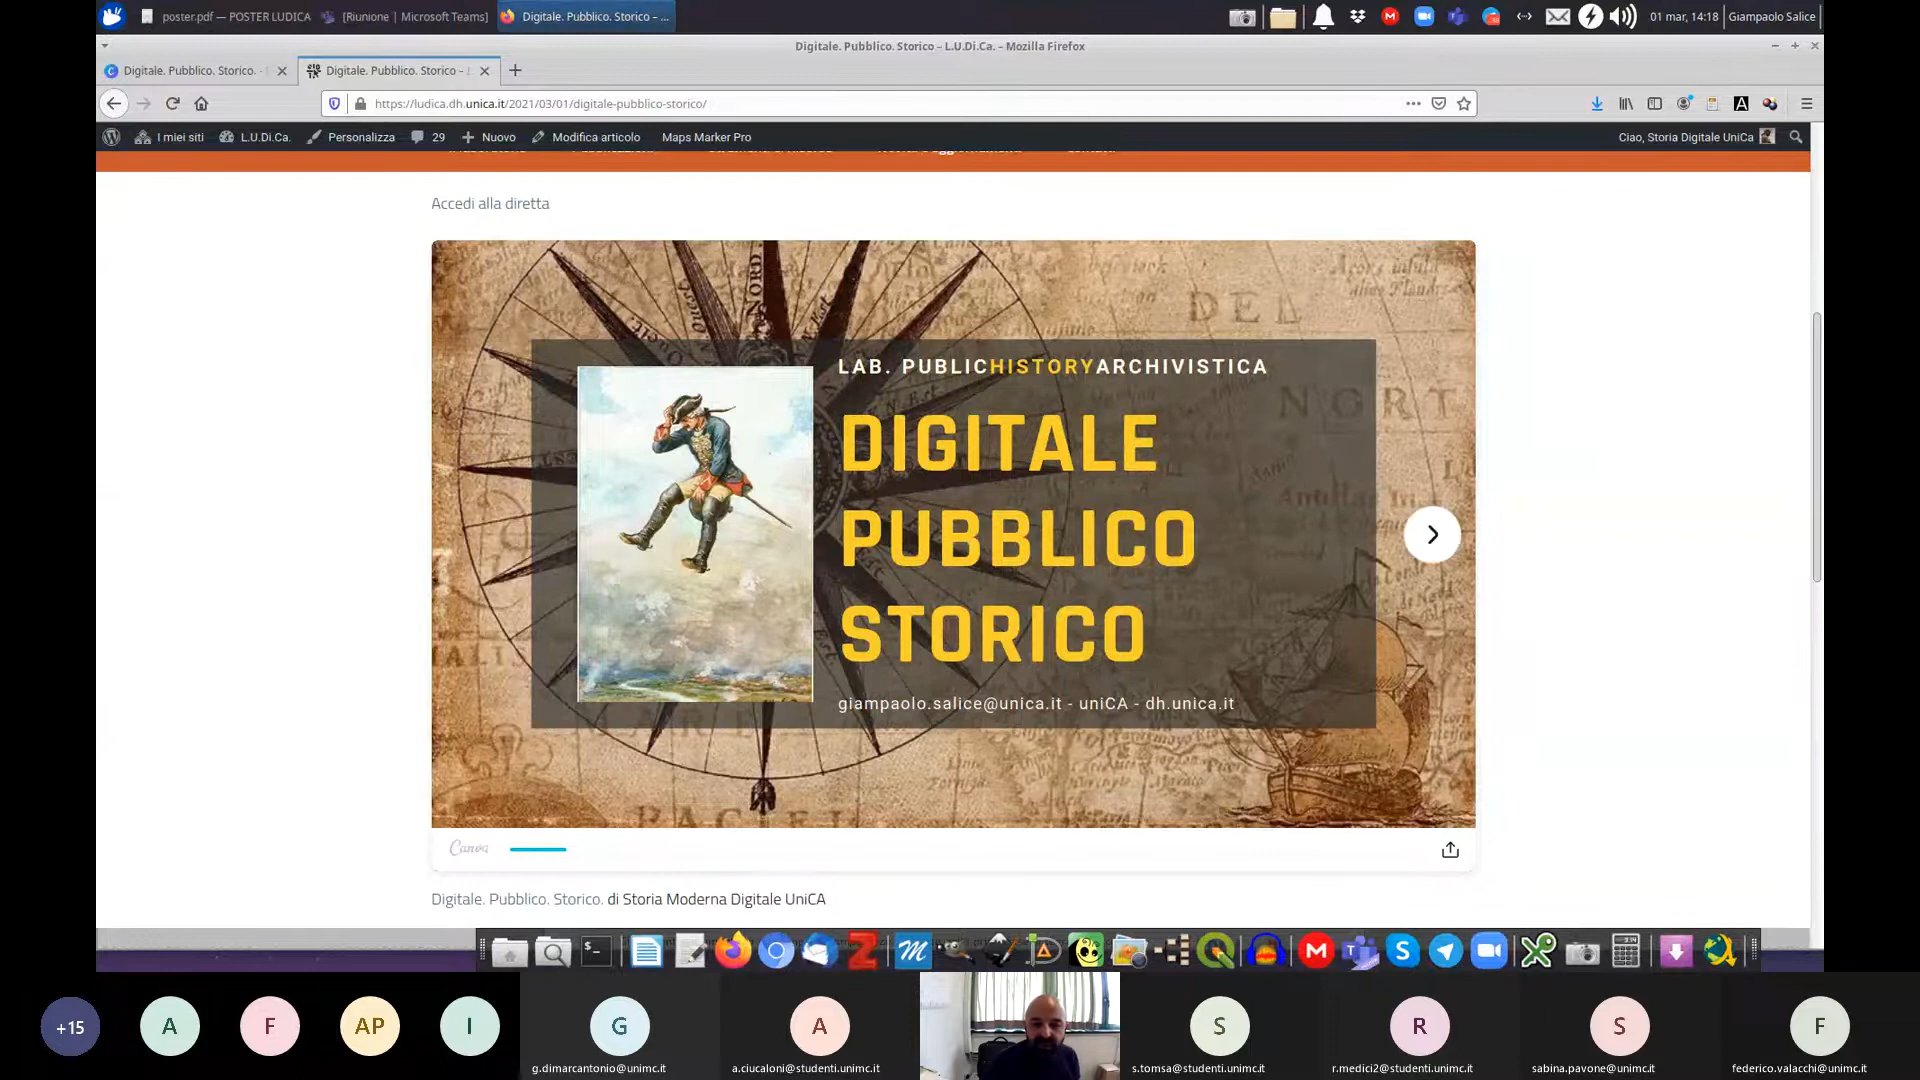 poster.pdf — POSTER LUDICA
[Riunione | Microsoft Teams]
Digitale. Pubblico. Storico – ...
01 mar, 14:18
Giampaolo Salice
Digitale. Pubblico. Storico – L.U.Di.Ca. – Mozilla Firefox
Digitale. Pubblico. Storico. -
Digitale. Pubblico. Storico –
https://ludica.dh.unica.it/2021/03/01/digitale-pubblico-storico/
I miei siti
L.U.Di.Ca.
Personalizza
29
Nuovo
Modifica articolo
Maps Marker Pro
Ciao, Storia Digitale UniCa
Accedi alla diretta
NORD
DEL
NORT
LAB. PUBLICHISTORYARCHIVISTICA
DIGITALE
PUBBLICO
STORICO
giampaolo.salice@unica.it - uniCA - dh.unica.it
Canva
Digitale. Pubblico. Storico. di Storia Moderna Digitale UniCA
+15
A
F
AP
I
G
A
S
R
S
F
g.dimarcantonio@unimc.it
a.ciucaloni@studenti.unimc.it
s.tomsa@studenti.unimc.it
r.medici2@studenti.unimc.it
sabina.pavone@unimc.it
federico.valacchi@unimc.it